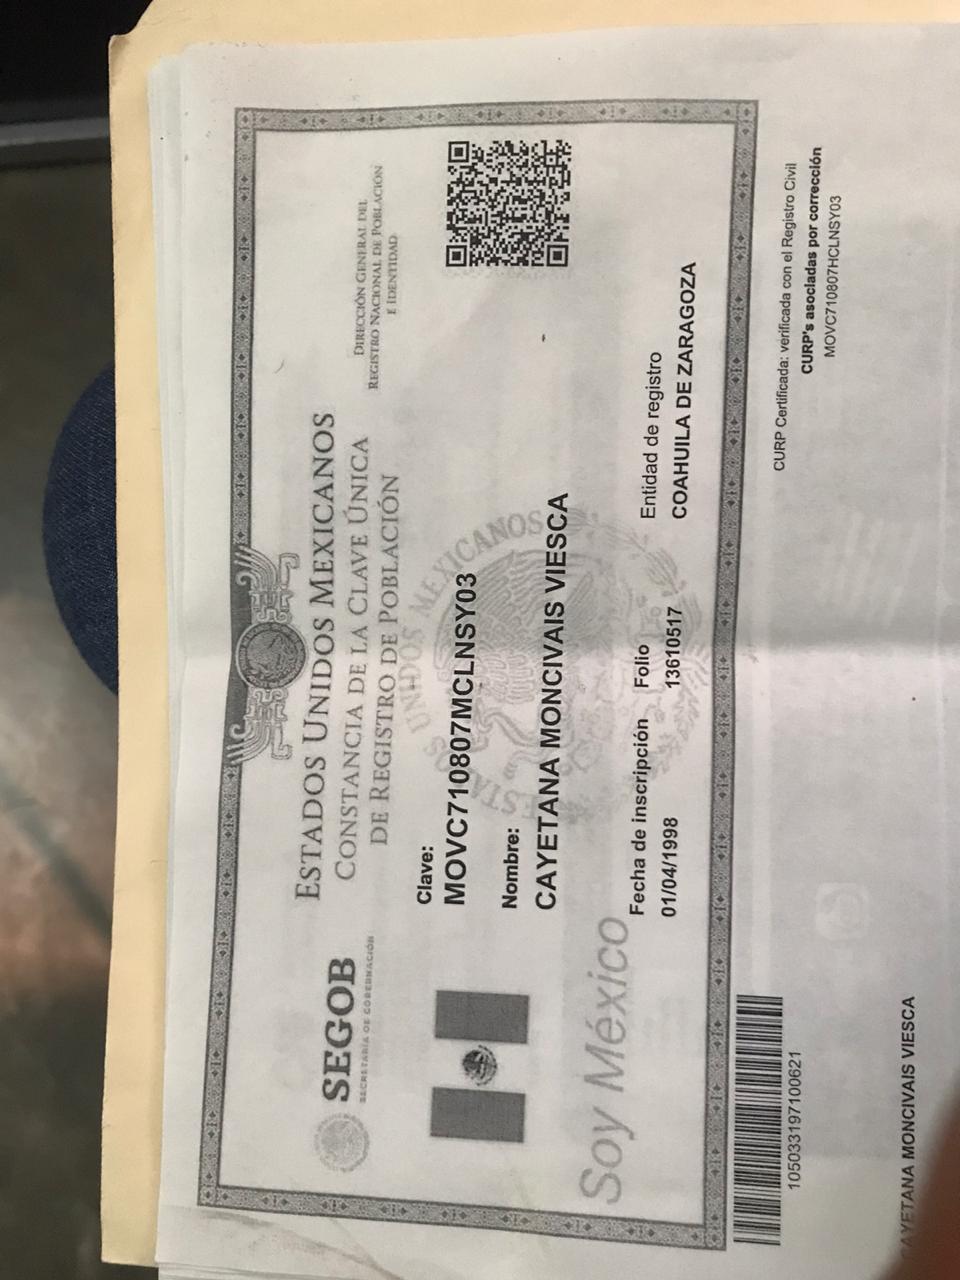 ESTADOS UNIDOS MEXICANOS
CONSTANCIA DE LA CLAVE ÚNICA
DE REGISTRO DE POBLACIÓN
SEGOB
SECRETARÍA DE GOBERNACIÓN
DIRECCIÓN GENERAL DEL
REGISTRO NACIONAL DE POBLACIÓN
E IDENTIDAD
Clave:
MOVC710807MCLNSY03
Nombre:
CAYETANA MONCIVAIS VIESCA
ESTADOS UNIDOS MEXICANOS
Soy México
Fecha de inscripción
01/04/1998
Folio
13610517
Entidad de registro
COAHUILA DE ZARAGOZA
105033197100621
CURP Certificada: verificada con el Registro Civil
CURP's asociadas por corrección
MOVC710807HCLNSY03
CAYETANA MONCIVAIS VIESCA